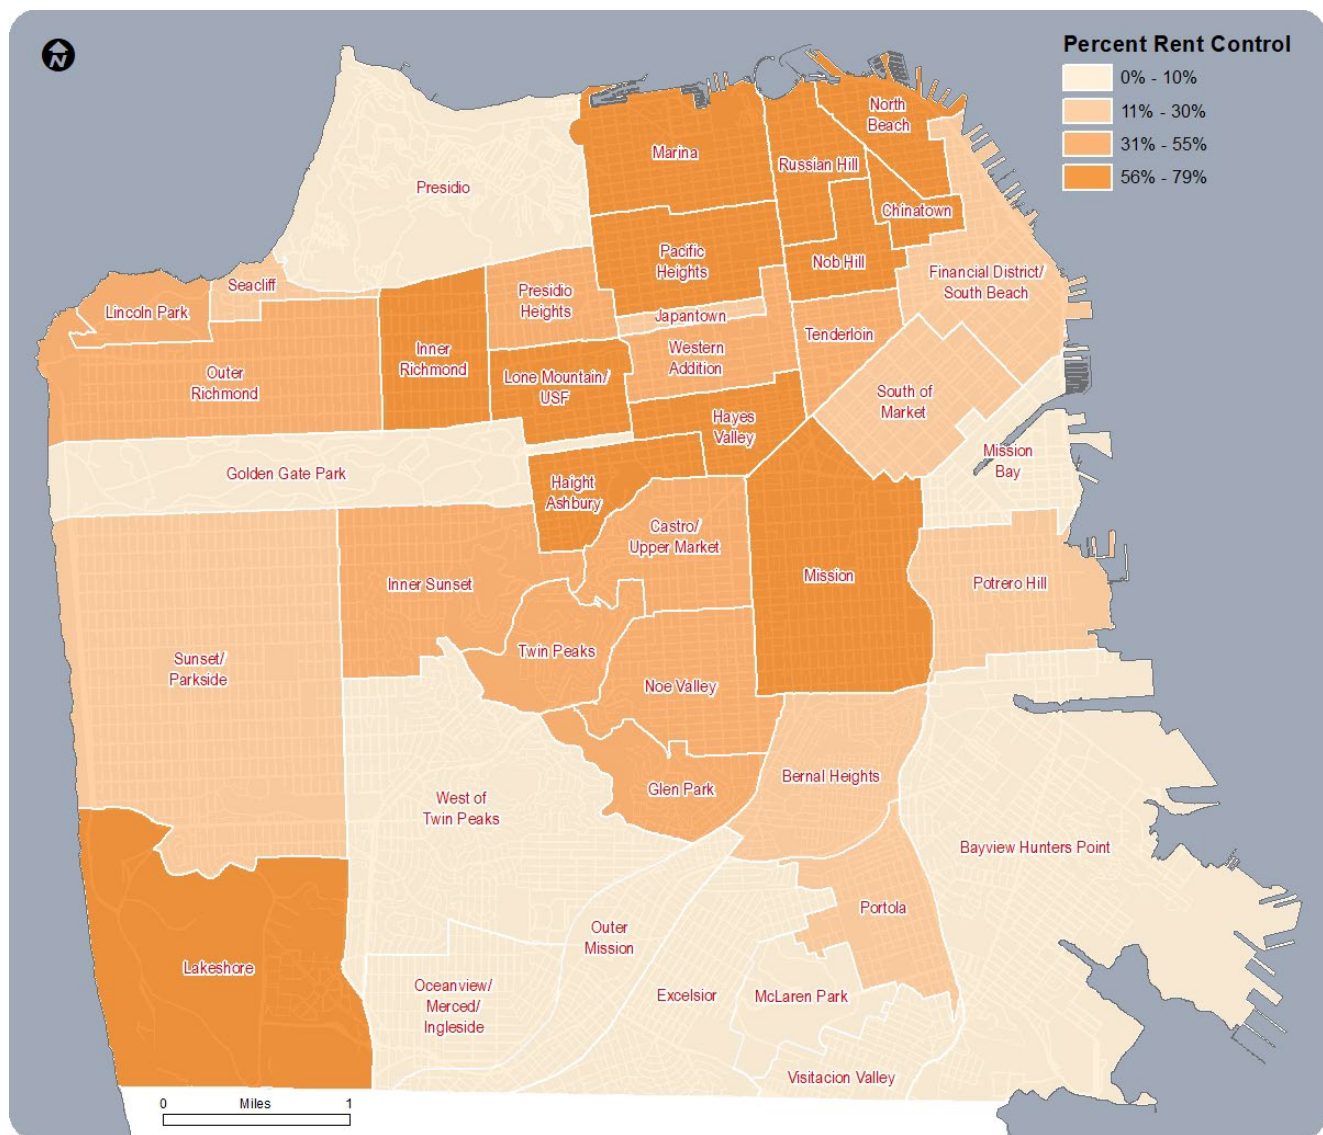 N
Percent Rent Control
0% - 10%
11% - 30%
31% - 55%
56% - 79%
North
Beach
Marina
Russian Hill
Presidio
Chinatown
Pacific
Heights
Nob Hill
Financial District/
South Beach
Seacliff
Lincoln Park
Presidio
Heights
Japantown
Tenderloin
Inner
Richmond
Western
Addition
Outer
Richmond
Lone Mountain/
USF
South of
Market
Hayes
Valley
Mission
Bay
Golden Gate Park
Haight
Ashbury
Castro/
Upper Market
Inner Sunset
Mission
Potrero Hill
Sunset/
Parkside
Twin Peaks
Noe Valley
Glen Park
Bernal Heights
West of
Twin Peaks
Bayview Hunters Point
Portola
Outer
Mission
Lakeshore
Oceanview/
Merced/
Ingleside
Excelsior
McLaren Park
Visitacion Valley
0 Miles 1